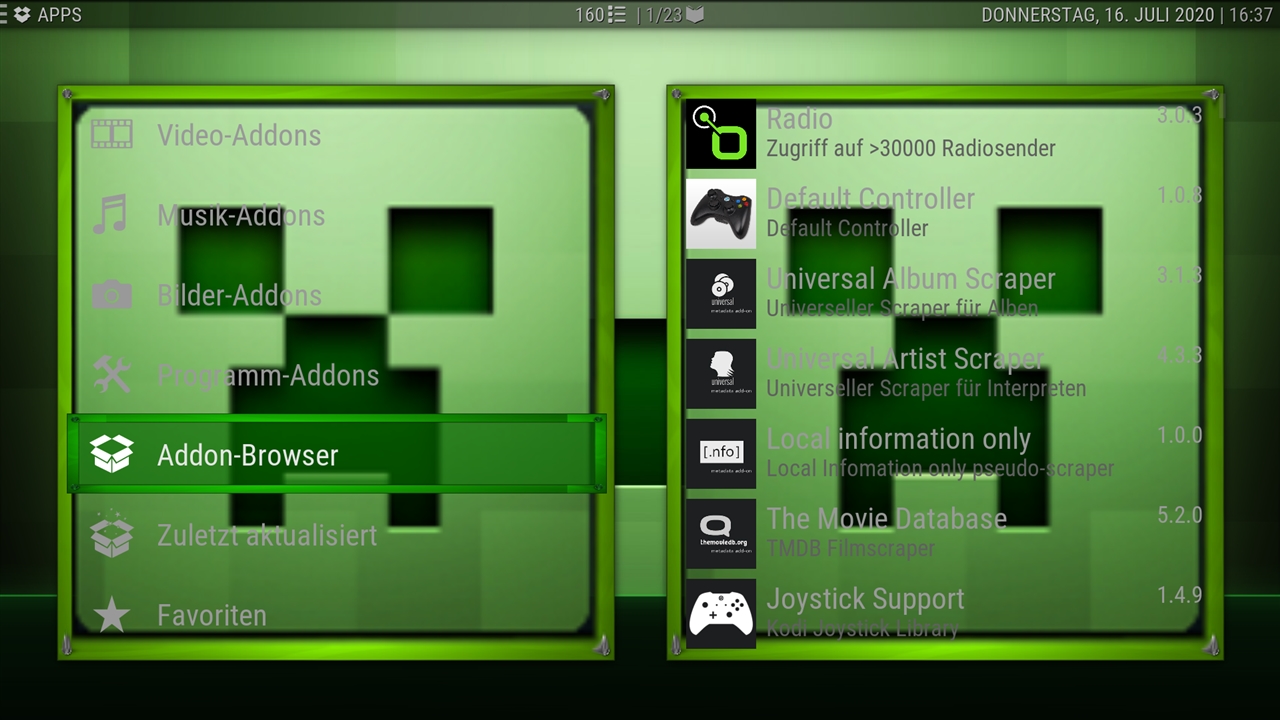 APPS
160 | 1/23
DONNERSTAG, 16. JULI 2020 | 16:37
Video-Addons
Musik-Addons
Bilder-Addons
Programm-Addons
Addon-Browser
Zuletzt aktualisiert
Favoriten
Radio 3.0.3
Zugriff auf >30000 Radiosender
Default Controller 1.0.8
Default Controller
universal
metadata add-on
Universal Album Scraper 3.1.3
Universeller Scraper für Alben
universal
metadata add-on
Universal Artist Scraper 4.3.3
Universeller Scraper für Interpreten
[.nfo]
metadata add-on
Local information only 1.0.0
Local Infomation only pseudo-scraper
themoviedb.org
metadata add-on
The Movie Database 5.2.0
TMDB Filmscraper
Joystick Support 1.4.9
Kodi Joystick Library